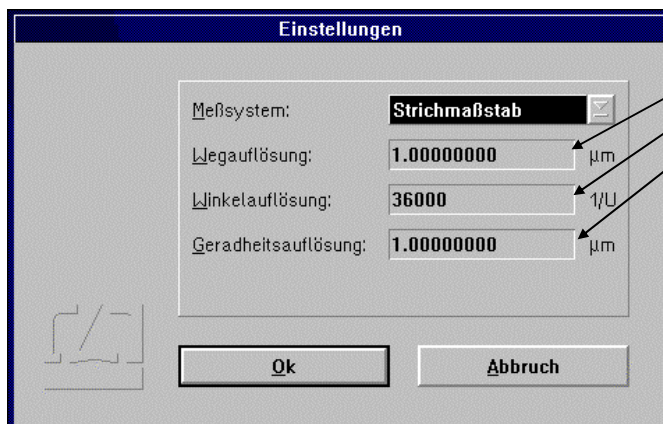 Einstellungen
Meßsystem: Strichmaßstab
Wegauflösung: 1.00000000 µm
Winkelauflösung: 36000 1/U
Geradheitsauflösung: 1.00000000 µm
Ok Abbruch